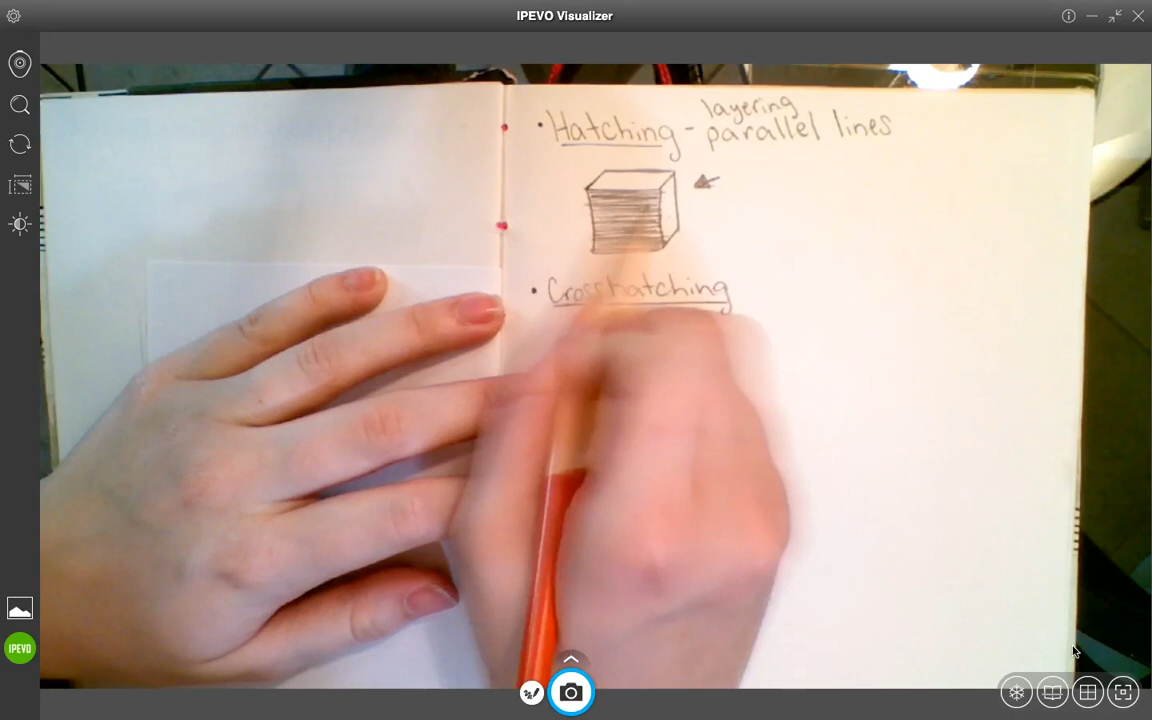 IPEVO Visualizer
layering
• Hatching - parallel lines
• Crosshatching
IPEVO